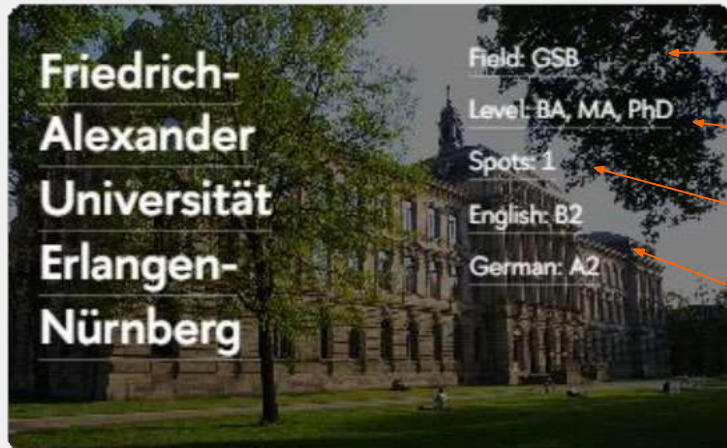 Friedrich-
Alexander
Universität
Erlangen-
Nürnberg
Field: GSB
Level: BA, MA, PhD
Spots: 1
English: B2
German: A2